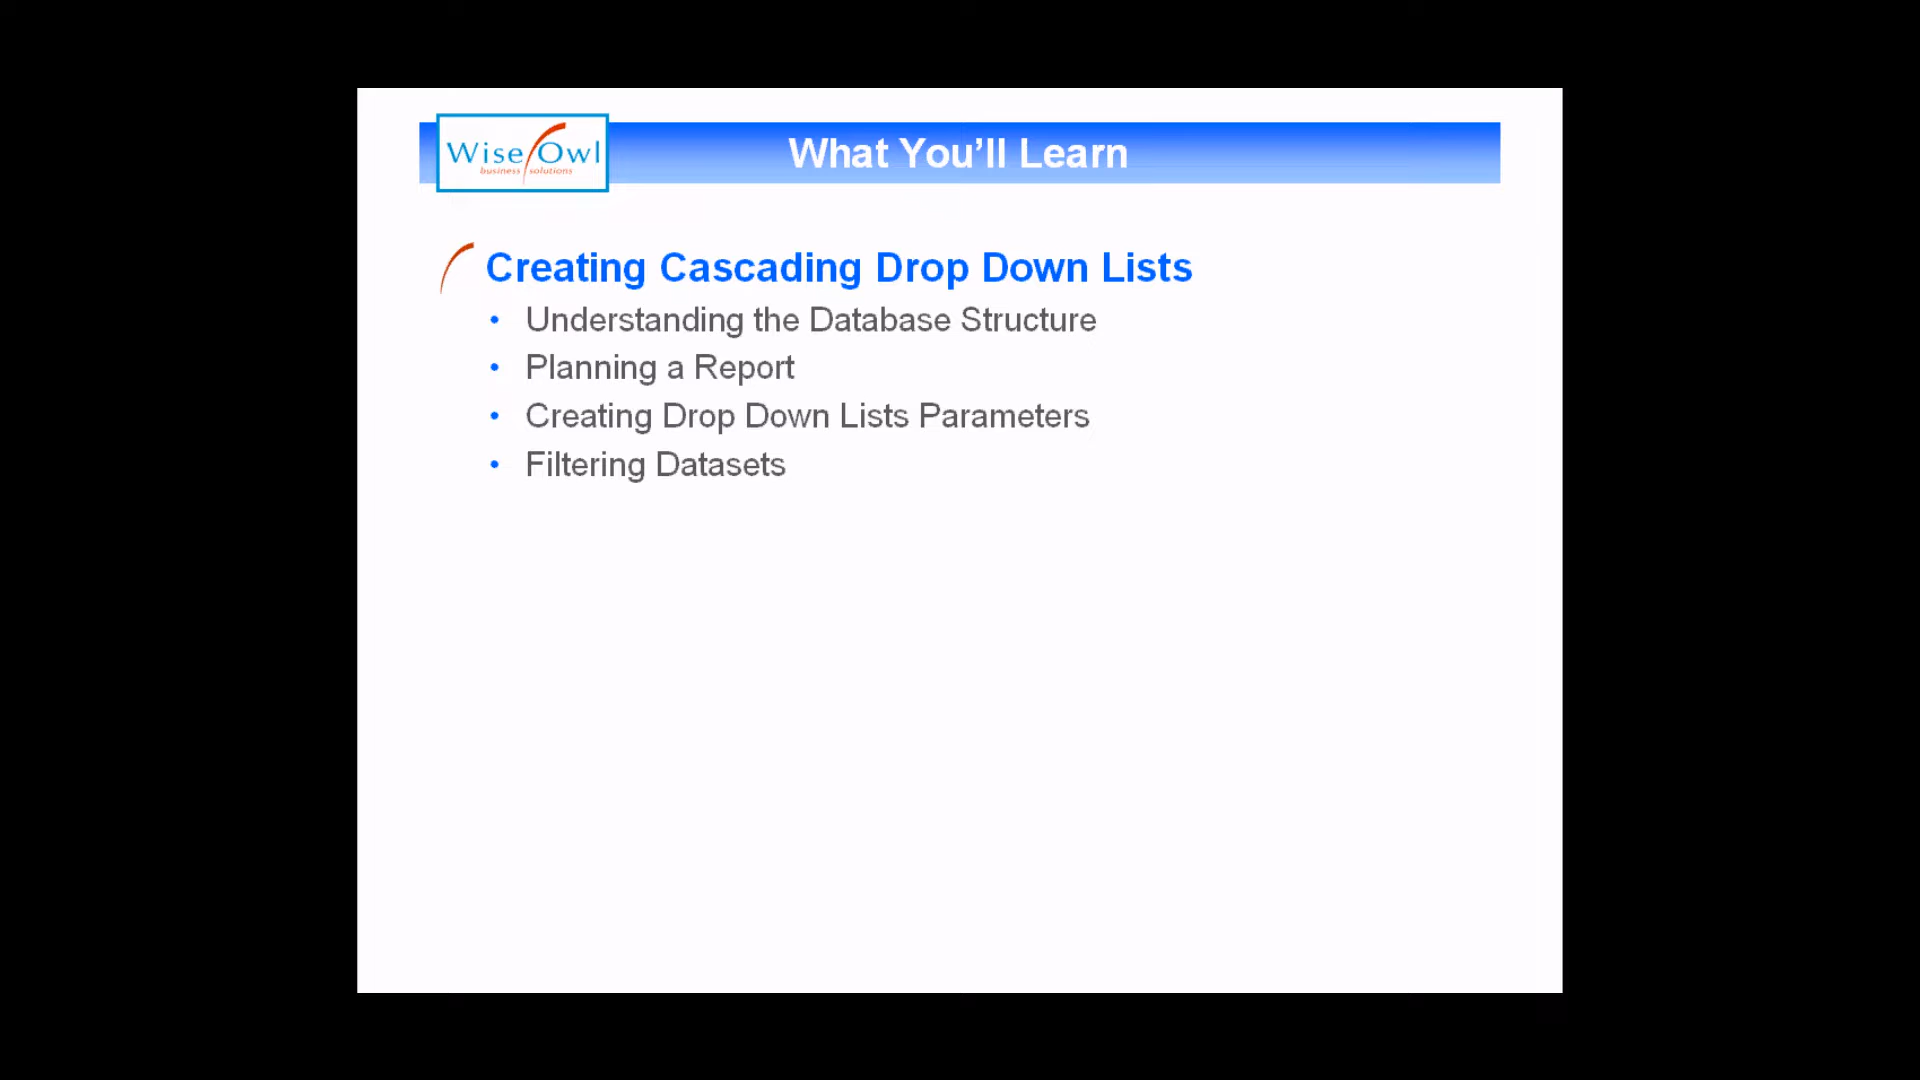 Wise Owl
business solutions
What You’ll Learn
Creating Cascading Drop Down Lists
• Understanding the Database Structure
• Planning a Report
• Creating Drop Down Lists Parameters
• Filtering Datasets